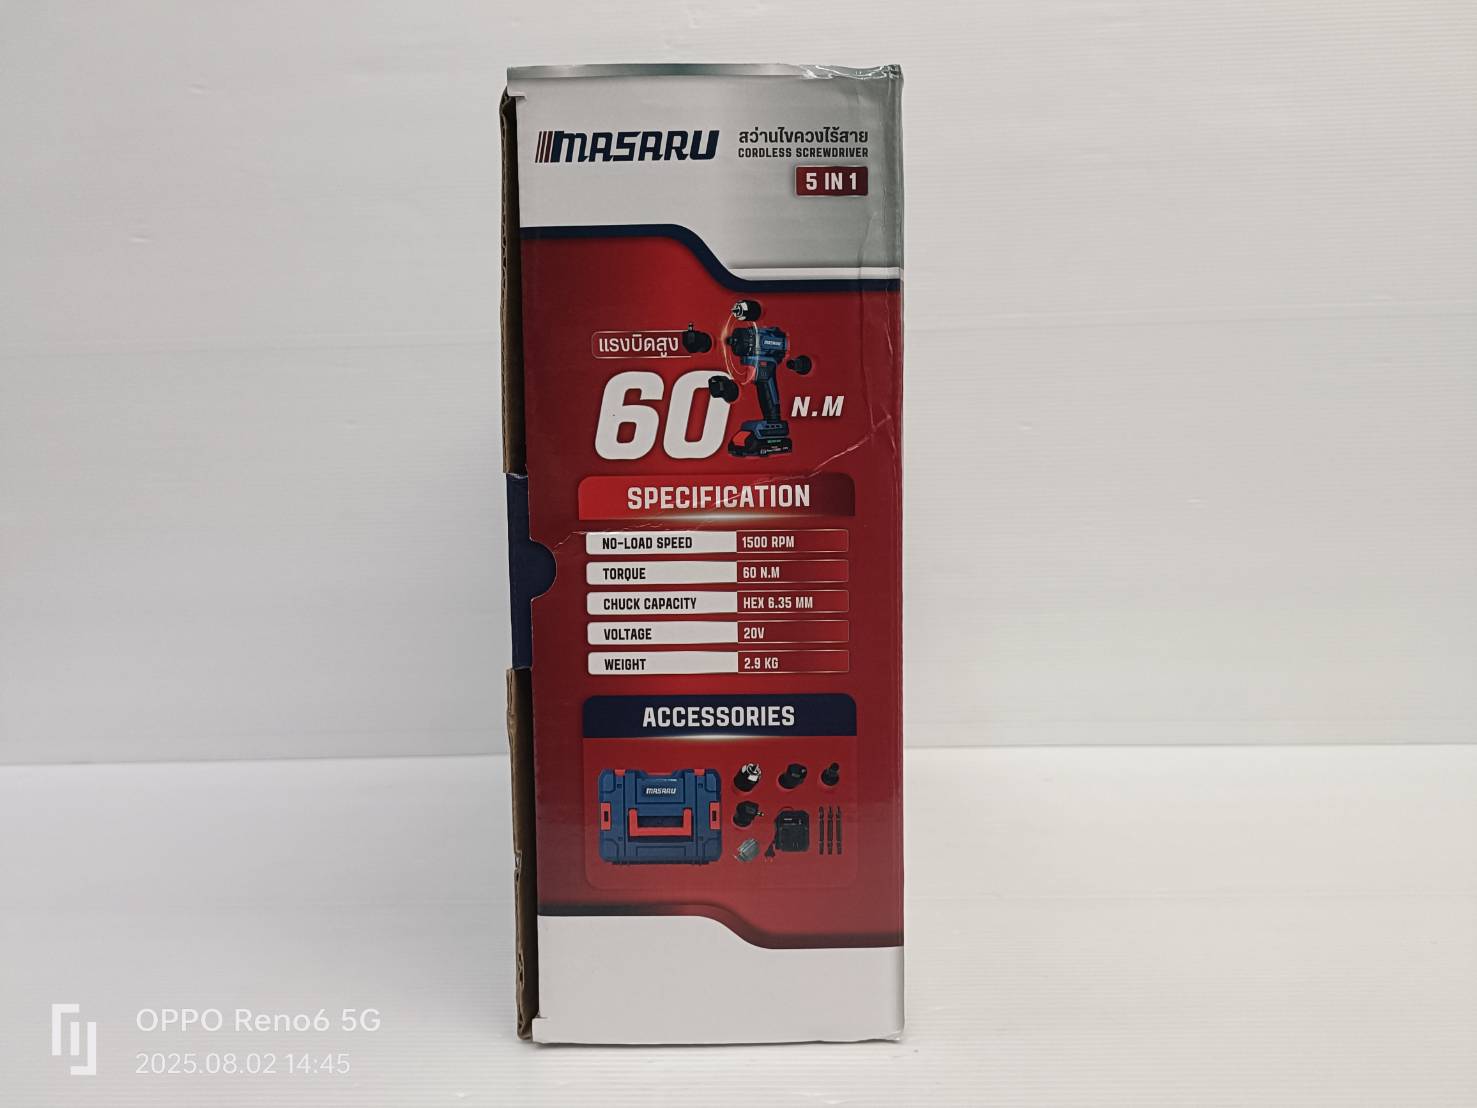 MASARU
สว่านไขควงไร้สาย
CORDLESS SCREWDRIVER
5 IN 1
แรงบิดสูง
60 N.M
MASARU
SPECIFICATION
NO-LOAD SPEED 1500 RPM
TORQUE 60 N.M
CHUCK CAPACITY HEX 6.35 MM
VOLTAGE 20V
WEIGHT 2.9 KG
ACCESSORIES
MASARU
OPPO Reno6 5G
2025.08.02 14:45